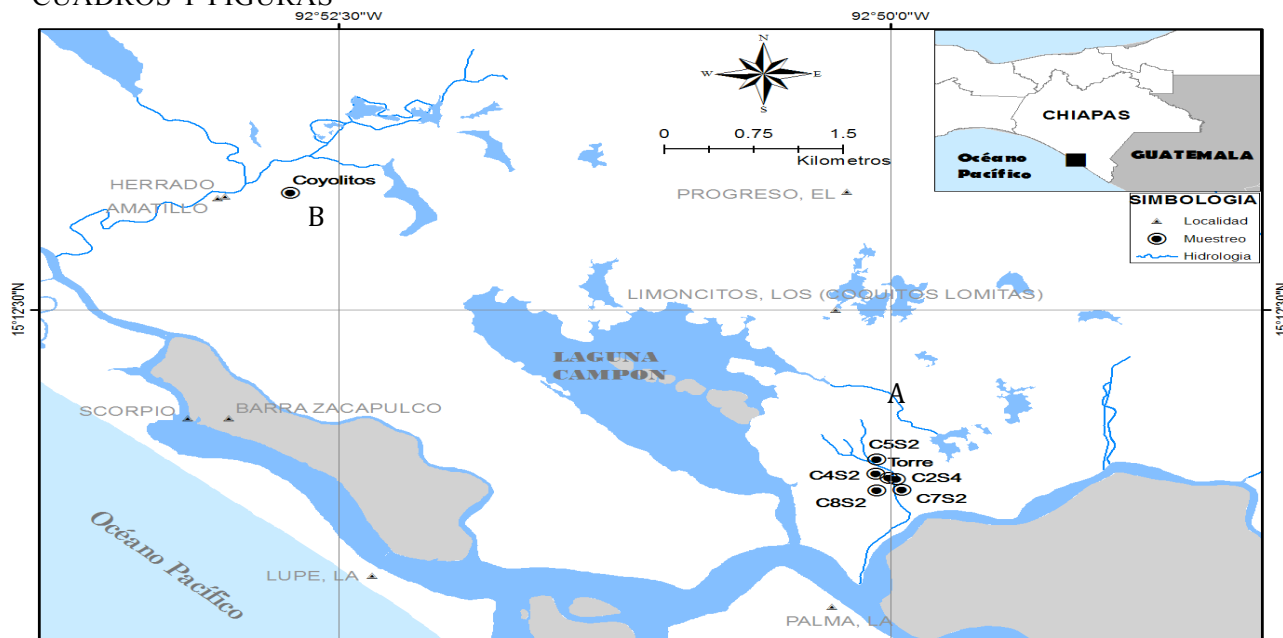 CUADROS Y FIGURAS
92°52'30"W
92°50'0"W
N
W
E
S
0 0.75 1.5
Kilometros
CHIAPAS
GUATEMALA
Océano
Pacífico
SIMBOLOGIA
Localidad
Muestreo
Hidrologia
HERRADO
AMATILLO
Coyolitos
B
PROGRESO, EL
15°12'30"N
15°12'30"N
LIMONCITOS, LOS (COQUITOS LOMITAS)
LAGUNA
CAMPON
A
SCORPIO
BARRA ZACAPULCO
C5S2
Torre
C4S2
C2S4
C8S2
C7S2
Océano Pacífico
LUPE, LA
PALMA, LA